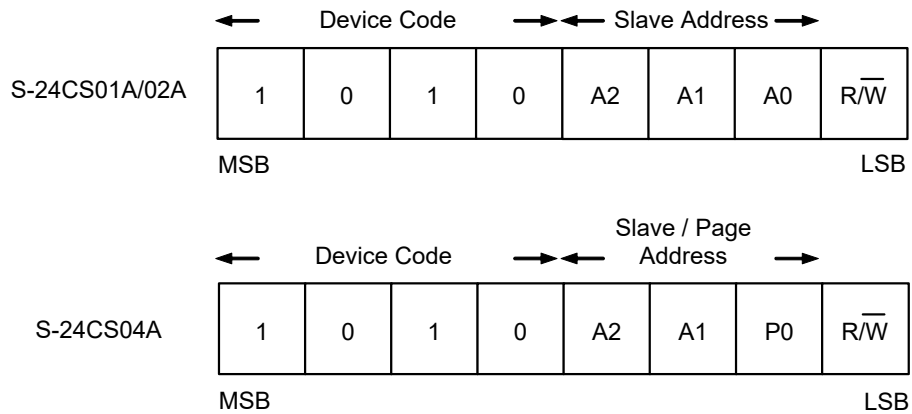 Device Code Slave Address
S-24CS01A/02A 1 0 1 0 A2 A1 A0 R/W̅
MSB LSB
Slave / Page
Device Code Address
S-24CS04A 1 0 1 0 A2 A1 P0 R/W̅
MSB LSB